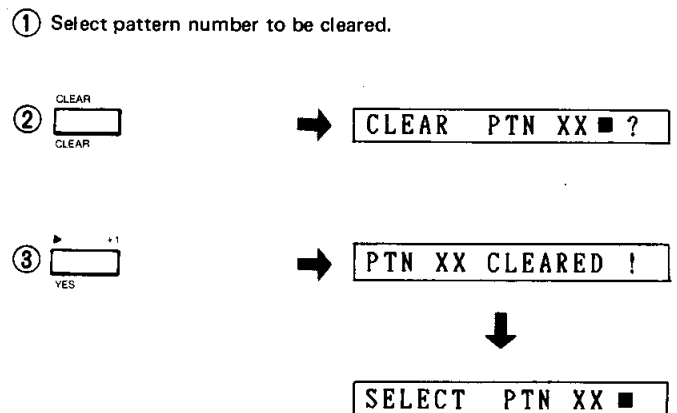 ① Select pattern number to be cleared.
CLEAR
② CLEAR PTN XX■ ?
CLEAR
▶ +1
③ PTN XX CLEARED !
YES
SELECT PTN XX■